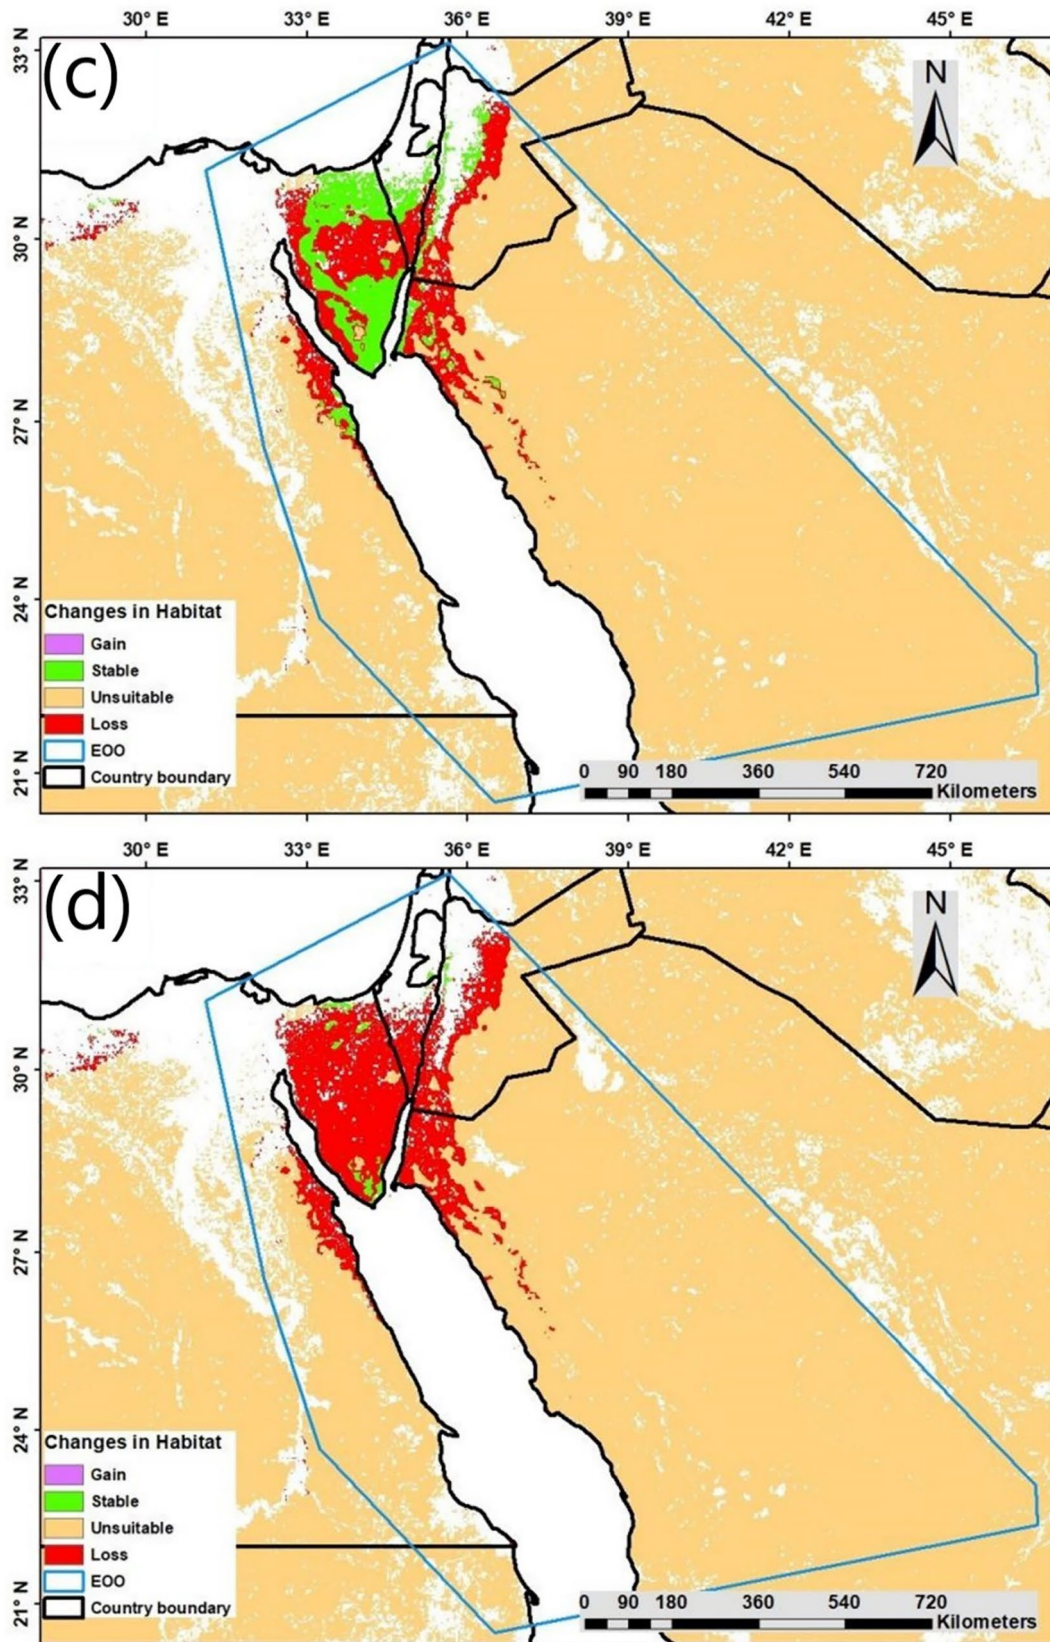 30° E 33° E 36° E 39° E 42° E 45° E
33° N
(c)
N
30° N
27° N
24° N
Changes in Habitat
Gain
Stable
Unsuitable
Loss
EOO
Country boundary
21° N
0 90 180 360 540 720
Kilometers
30° E 33° E 36° E 39° E 42° E 45° E
33° N
(d)
N
30° N
27° N
24° N
Changes in Habitat
Gain
Stable
Unsuitable
Loss
EOO
Country boundary
21° N
0 90 180 360 540 720
Kilometers